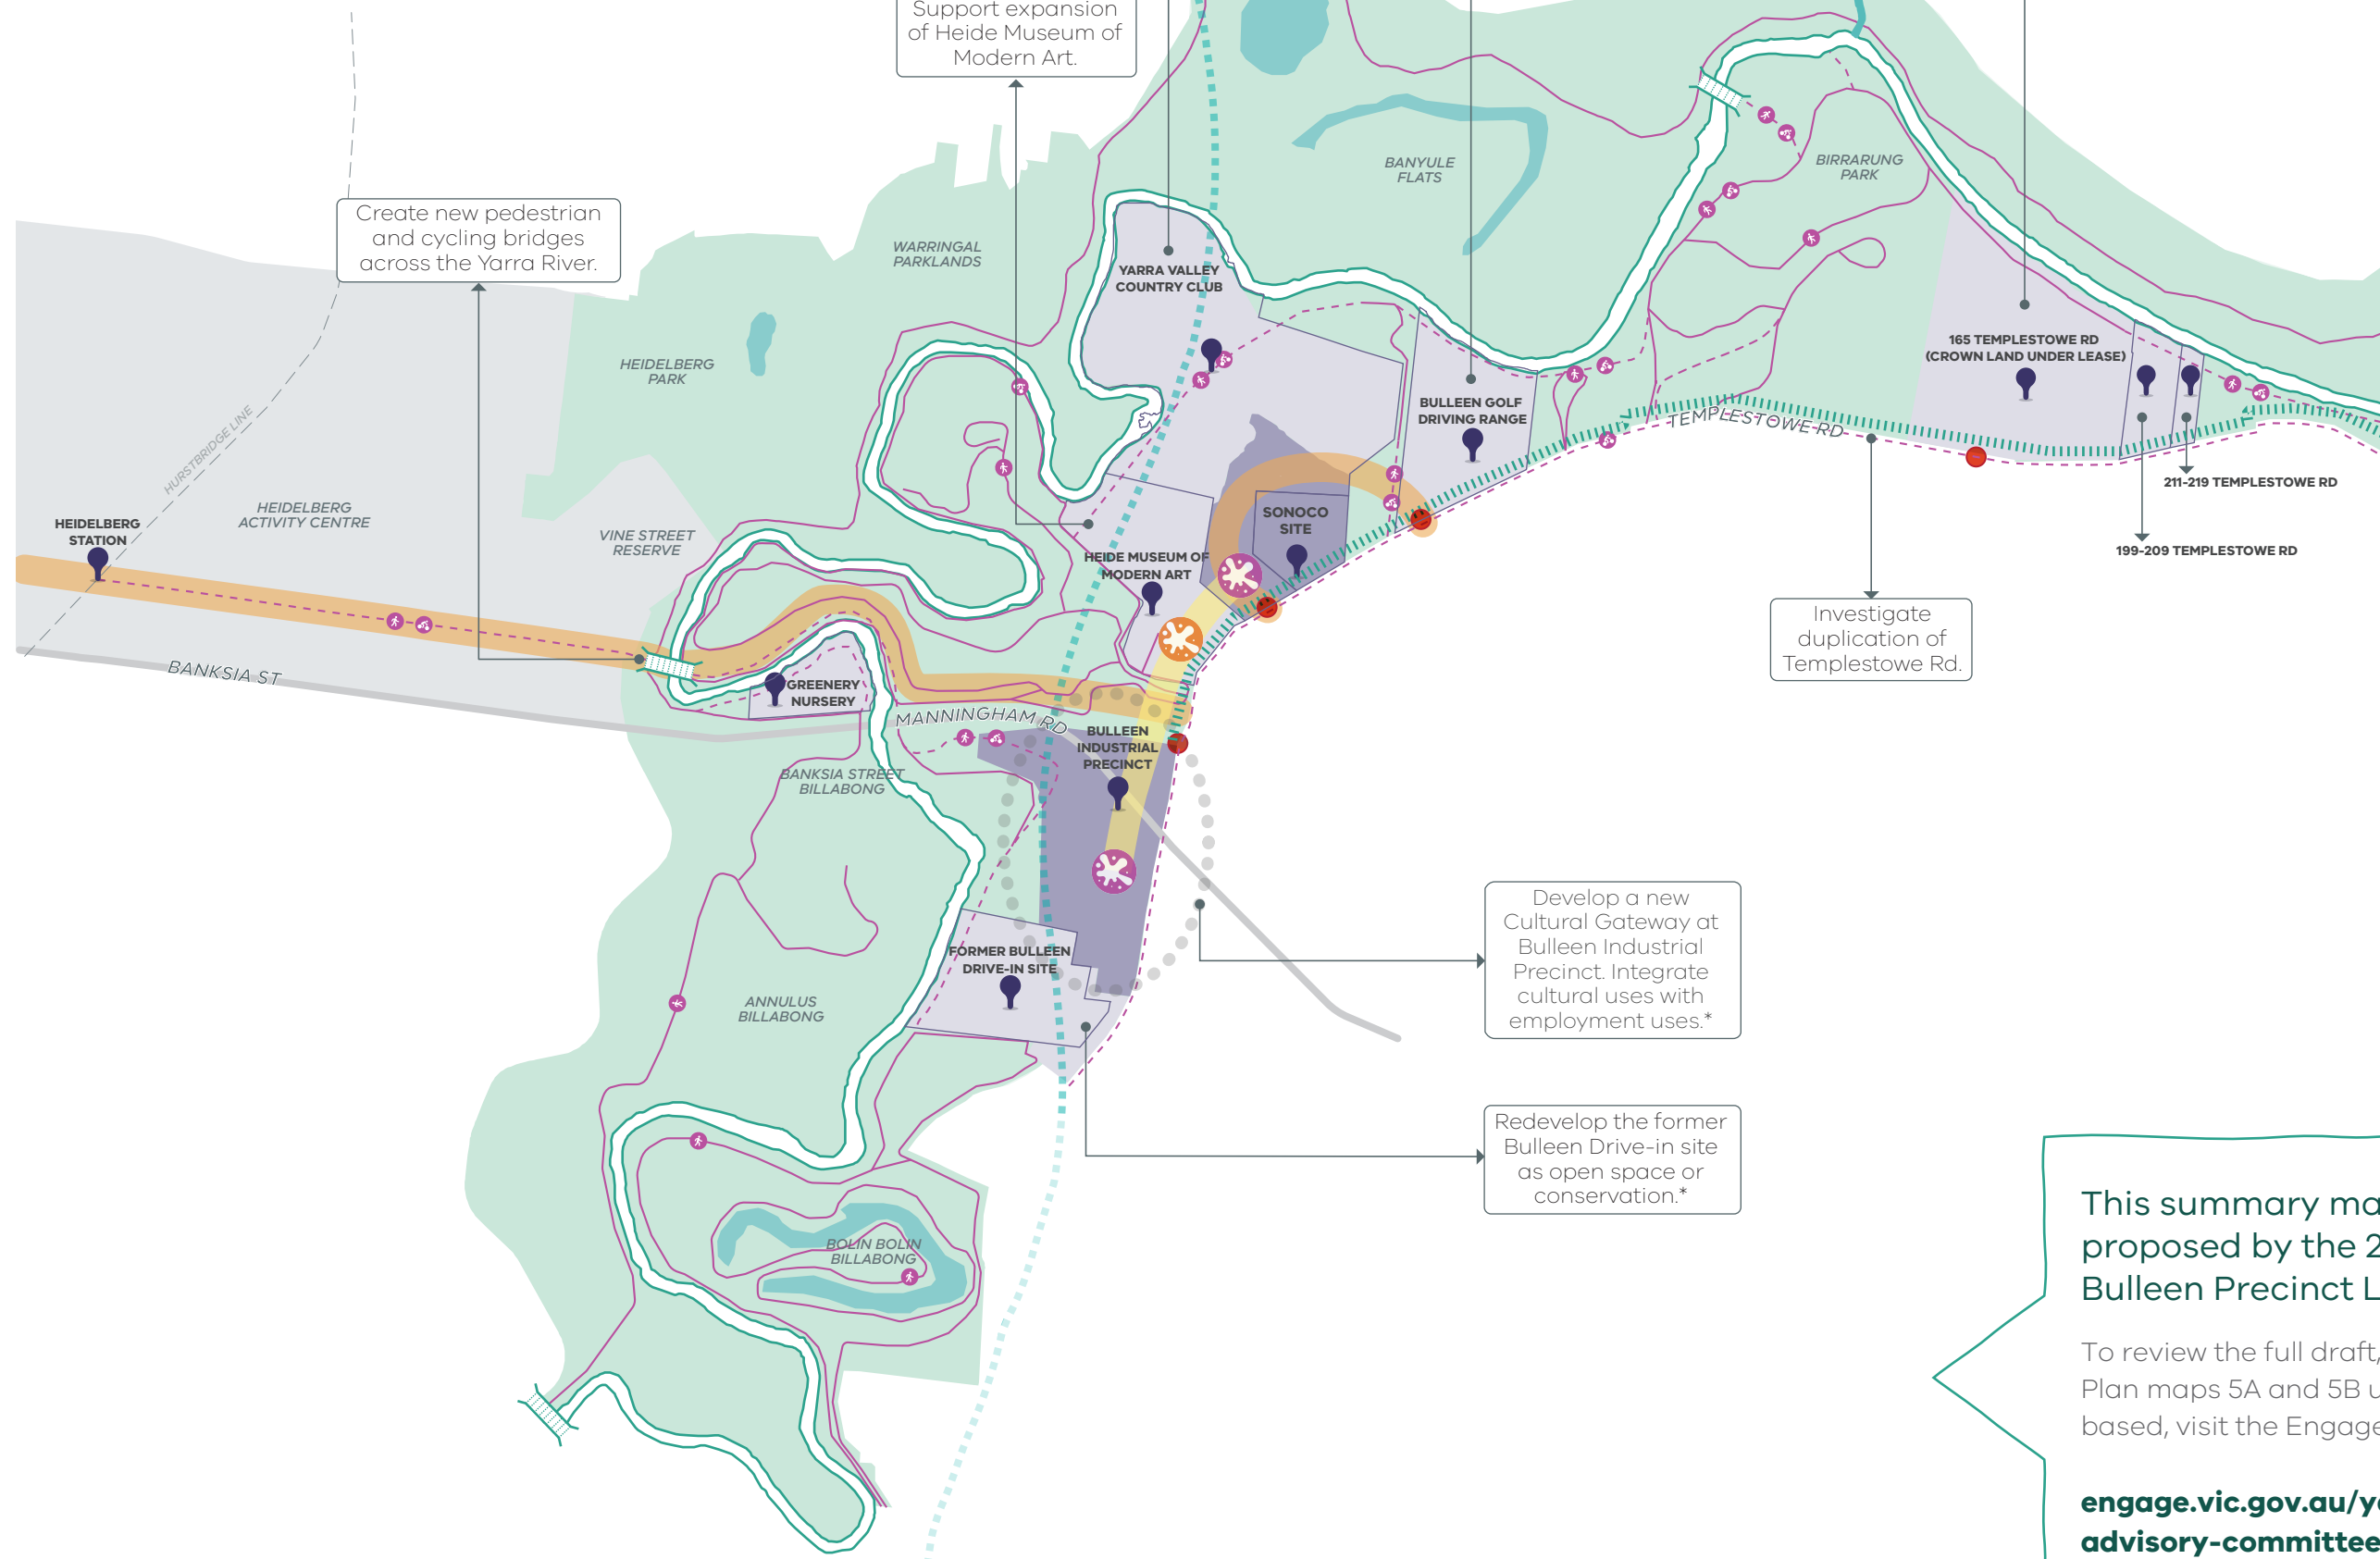 Support expansion
of Heide Museum of
Modern Art.
Create new pedestrian
and cycling bridges
across the Yarra River.
BANYULE
FLATS
BIRRARUNG
PARK
WARRINGAL
PARKLANDS
YARRA VALLEY
COUNTRY CLUB
HEIDELBERG
PARK
165 TEMPLESTOWE RD
(CROWN LAND UNDER LEASE)
BULLEEN GOLF
DRIVING RANGE
TEMPLESTOWE RD
HURSTBRIDGE LINE
211-219 TEMPLESTOWE RD
199-209 TEMPLESTOWE RD
HEIDELBERG
ACTIVITY CENTRE
HEIDELBERG
STATION
VINE STREET
RESERVE
SONOCO
SITE
HEIDE MUSEUM OF
MODERN ART
Investigate
duplication of
Templestowe Rd.
BANKSIA ST
GREENERY
NURSERY
MANNINGHAM RD
BULLEEN
INDUSTRIAL
PRECINCT
BANKSIA STREET
BILLABONG
Develop a new
Cultural Gateway at
Bulleen Industrial
Precinct. Integrate
cultural uses with
employment uses.*
FORMER BULLEEN
DRIVE-IN SITE
ANNULUS
BILLABONG
Redevelop the former
Bulleen Drive-in site
as open space or
conservation.*
BOLIN BOLIN
BILLABONG
This summary ma
proposed by the 2
Bulleen Precinct L
To review the full draft,
Plan maps 5A and 5B u
based, visit the Engage
engage.vic.gov.au/y
advisory-committee